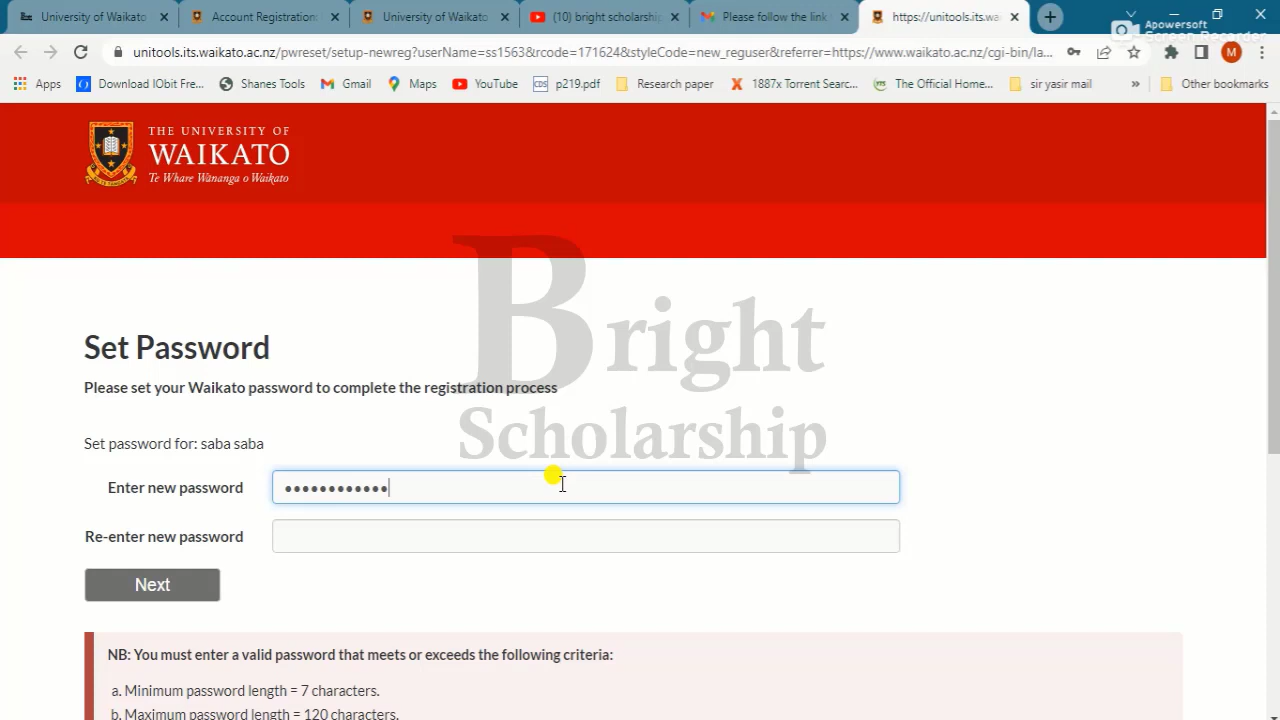 University of Waikato
Account Registration:
University of Waikato
(10) bright scholarship
Please follow the link
https://unitools.its.wa
Apowersoft
Screen Recorder
unitools.its.waikato.ac.nz/pwreset/setup-newreg?userName=ss1563&code=171624&styleCode=new_reguser&referrer=https://www.waikato.ac.nz/cgi-bin/la...
M
Apps
Download IObit Fre...
Shanes Tools
Gmail
Maps
YouTube
CDS
p219.pdf
Research paper
1887x Torrent Searc...
The Official Home...
sir yasir mail
»
Other bookmarks
THE UNIVERSITY OF
WAIKATO
Te Whare Wānanga o Waikato
Bright
Scholarship
Set Password
Please set your Waikato password to complete the registration process
Set password for: saba saba
Enter new password
••••••••••••
Re-enter new password
Next
NB: You must enter a valid password that meets or exceeds the following criteria:
a. Minimum password length = 7 characters.
b. Maximum password length = 120 characters.